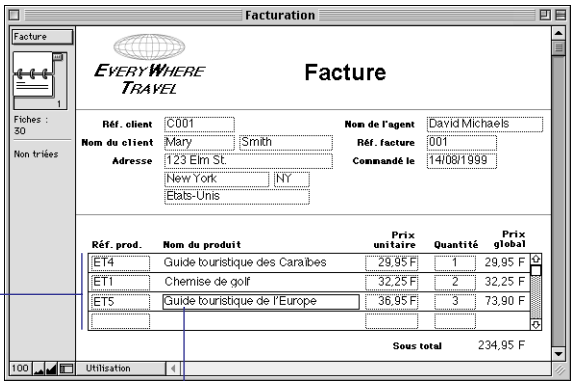 Facturation
Facture
1
Fiches :
30
Non triées
EVERYWHERE
TRAVEL
Facture
Réf. client C001 Nom de l'agent David Michaels
Nom du client Mary Smith Réf. facture 001
Adresse 123 Elm St. Commandé le 14/08/1999
New York NY
Etats-Unis
Réf. prod. Nom du produit Prix unitaire Quantité Prix global
ET4 Guide touristique des Caraïbes 29,95 F 1 29,95 F
ET1 Chemise de golf 32,25 F 2 32,25 F
ET5 Guide touristique de l'Europe 36,95 F 3 73,90 F
Sous total 234,95 F
100 Utilisation